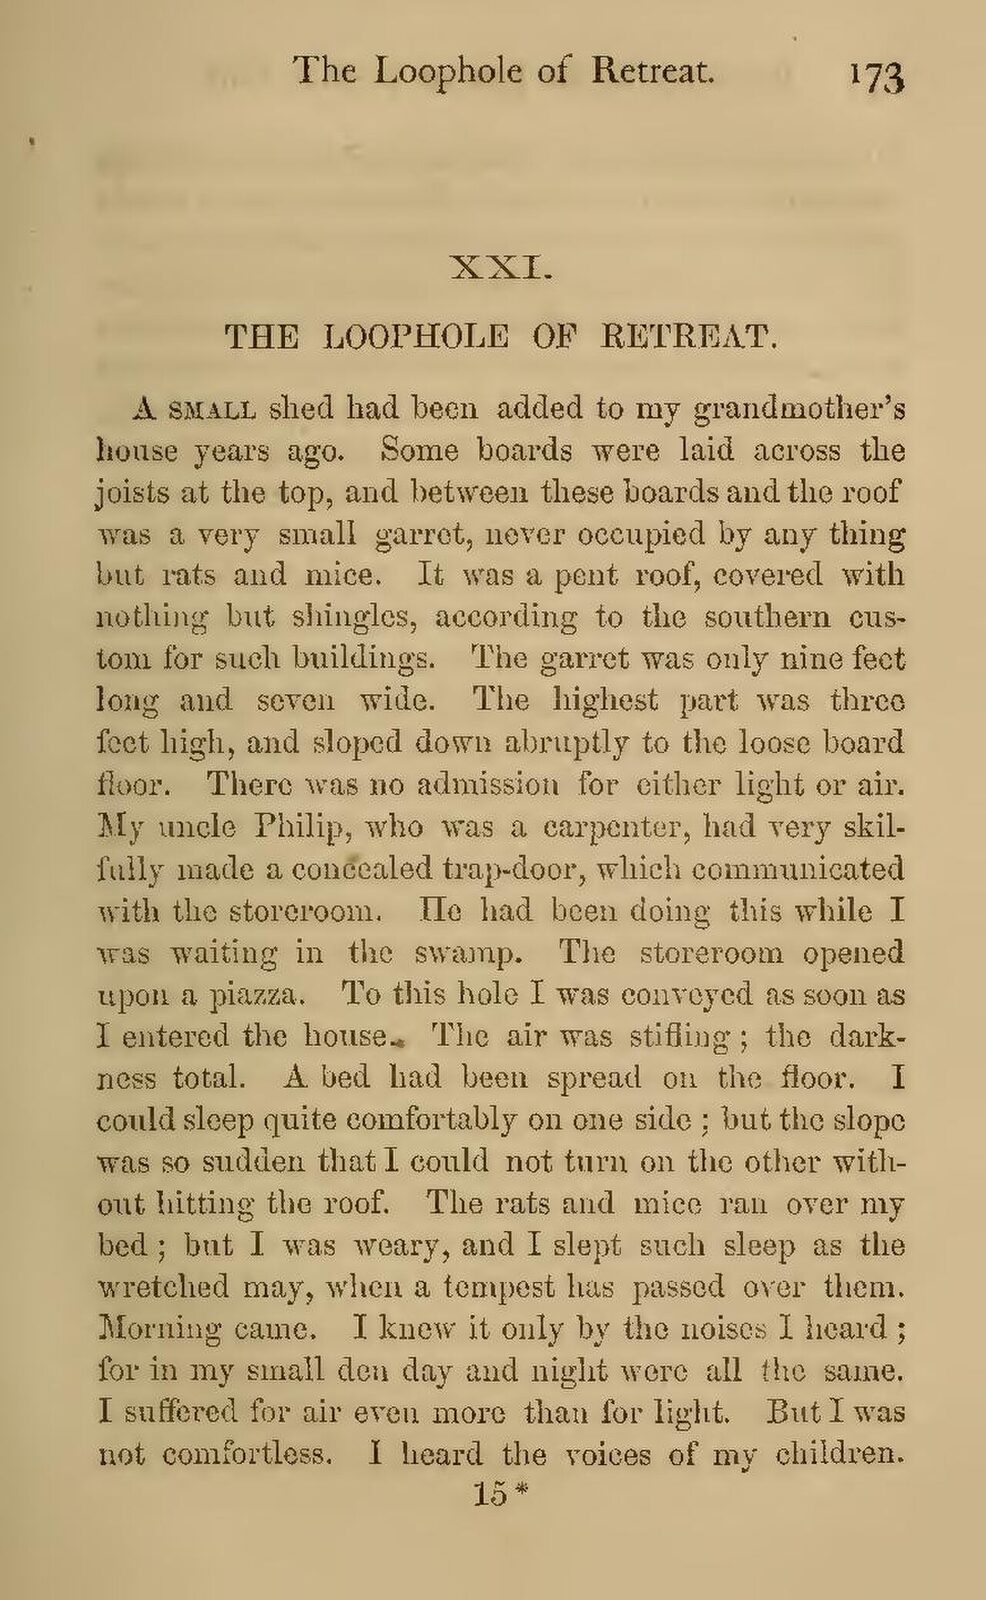 The Loophole of Retreat. 173
XXI.
THE LOOPHOLE OF RETREAT.
A SMALL shed had been added to my grandmother's
house years ago. Some boards were laid across the
joists at the top, and between these boards and the roof
was a very small garret, never occupied by any thing
but rats and mice. It was a pent roof, covered with
nothing but shingles, according to the southern cus-
tom for such buildings. The garret was only nine feet
long and seven wide. The highest part was three
feet high, and sloped down abruptly to the loose board
floor. There was no admission for either light or air.
My uncle Philip, who was a carpenter, had very skil-
fully made a concealed trap-door, which communicated
with the storeroom. He had been doing this while I
was waiting in the swamp. The storeroom opened
upon a piazza. To this hole I was conveyed as soon as
I entered the house. The air was stifling; the dark-
ness total. A bed had been spread on the floor. I
could sleep quite comfortably on one side; but the slope
was so sudden that I could not turn on the other with-
out hitting the roof. The rats and mice ran over my
bed; but I was weary, and I slept such sleep as the
wretched may, when a tempest has passed over them.
Morning came. I knew it only by the noises I heard;
for in my small den day and night were all the same.
I suffered for air even more than for light. But I was
not comfortless. I heard the voices of my children.
15*